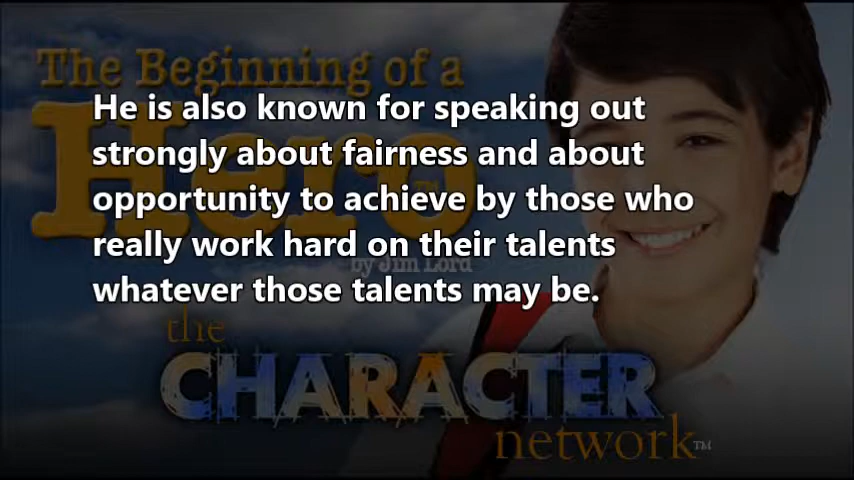 The Beginning of a
Hero™
by Jim Lord
He is also known for speaking out
strongly about fairness and about
opportunity to achieve by those who
really work hard on their talents
whatever those talents may be.
the
CHARACTER
network™